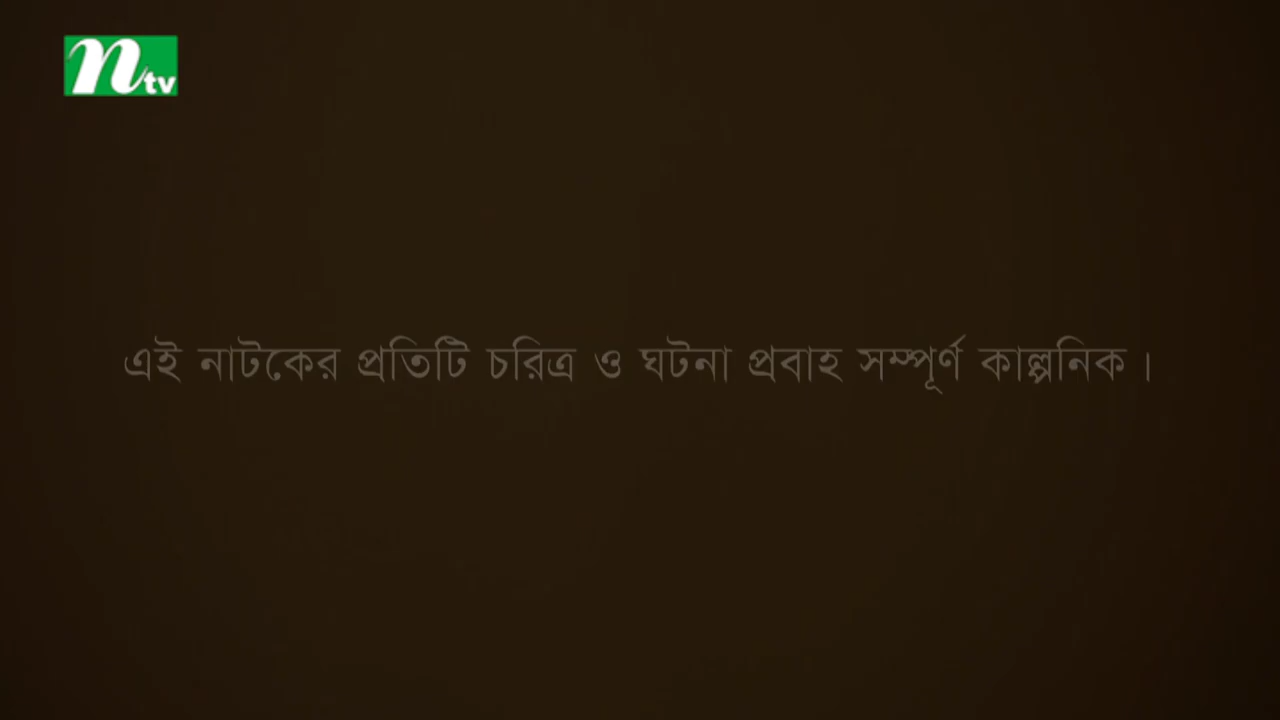 ntv
এই নাটকের প্রতিটি চরিত্র ও ঘটনা প্রবাহ সম্পূর্ণ কাল্পনিক।